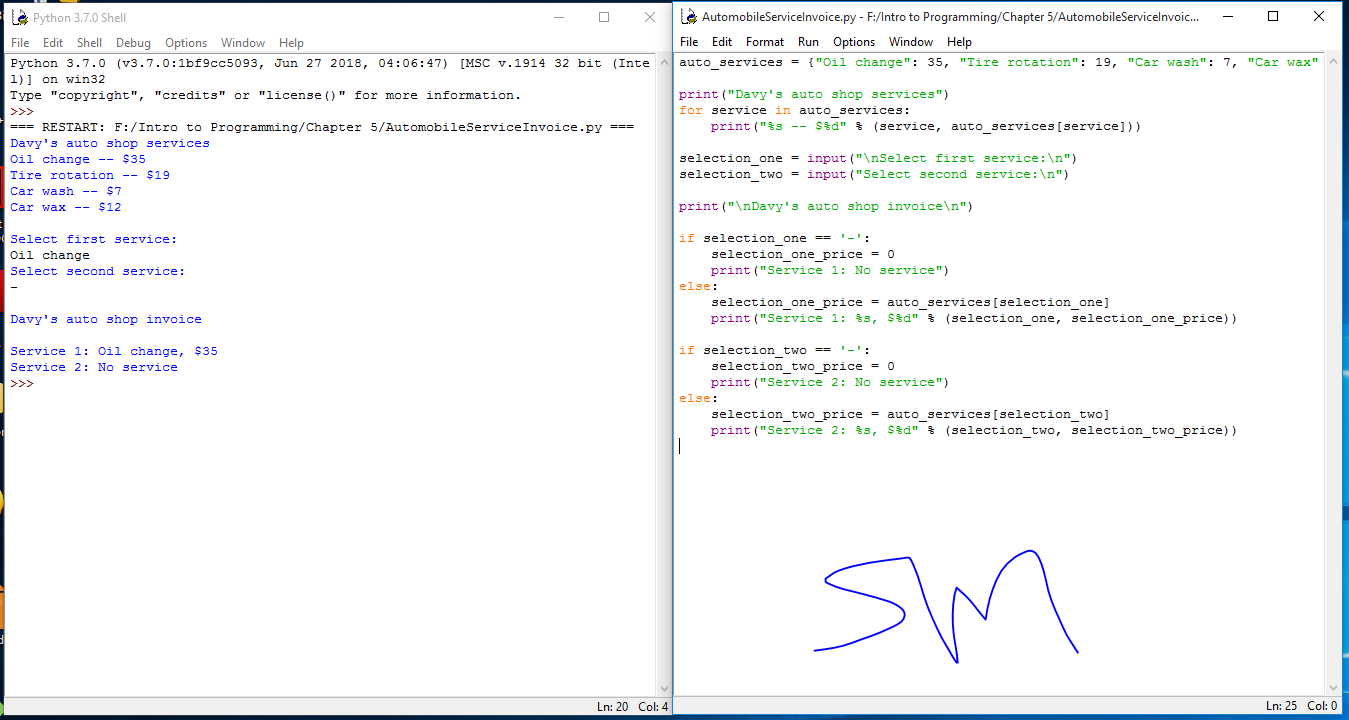 Python 3.7.0 Shell
File Edit Shell Debug Options Window Help
Python 3.7.0 (v3.7.0:1bf9cc5093, Jun 27 2018, 04:06:47) [MSC v.1914 32 bit (Inte
l)] on win32
Type "copyright", "credits" or "license()" for more information.
>>>
=== RESTART: F:/Intro to Programming/Chapter 5/AutomobileServiceInvoice.py ===
Davy's auto shop services
Oil change -- $35
Tire rotation -- $19
Car wash -- $7
Car wax -- $12
Select first service:
Oil change
Select second service:
-
Davy's auto shop invoice
Service 1: Oil change, $35
Service 2: No service
>>>
Ln: 20 Col: 4
AutomobileServiceInvoice.py - F:/Intro to Programming/Chapter 5/AutomobileServiceInvoic...
File Edit Format Run Options Window Help
auto_services = {"Oil change": 35, "Tire rotation": 19, "Car wash": 7, "Car wax"
print("Davy's auto shop services")
for service in auto_services:
    print("%s -- $%d" % (service, auto_services[service]))
selection_one = input("\nSelect first service:\n")
selection_two = input("Select second service:\n")
print("\nDavy's auto shop invoice\n")
if selection_one == '-':
    selection_one_price = 0
    print("Service 1: No service")
else:
    selection_one_price = auto_services[selection_one]
    print("Service 1: %s, $%d" % (selection_one, selection_one_price))
if selection_two == '-':
    selection_two_price = 0
    print("Service 2: No service")
else:
    selection_two_price = auto_services[selection_two]
    print("Service 2: %s, $%d" % (selection_two, selection_two_price))
SM
Ln: 25 Col: 0